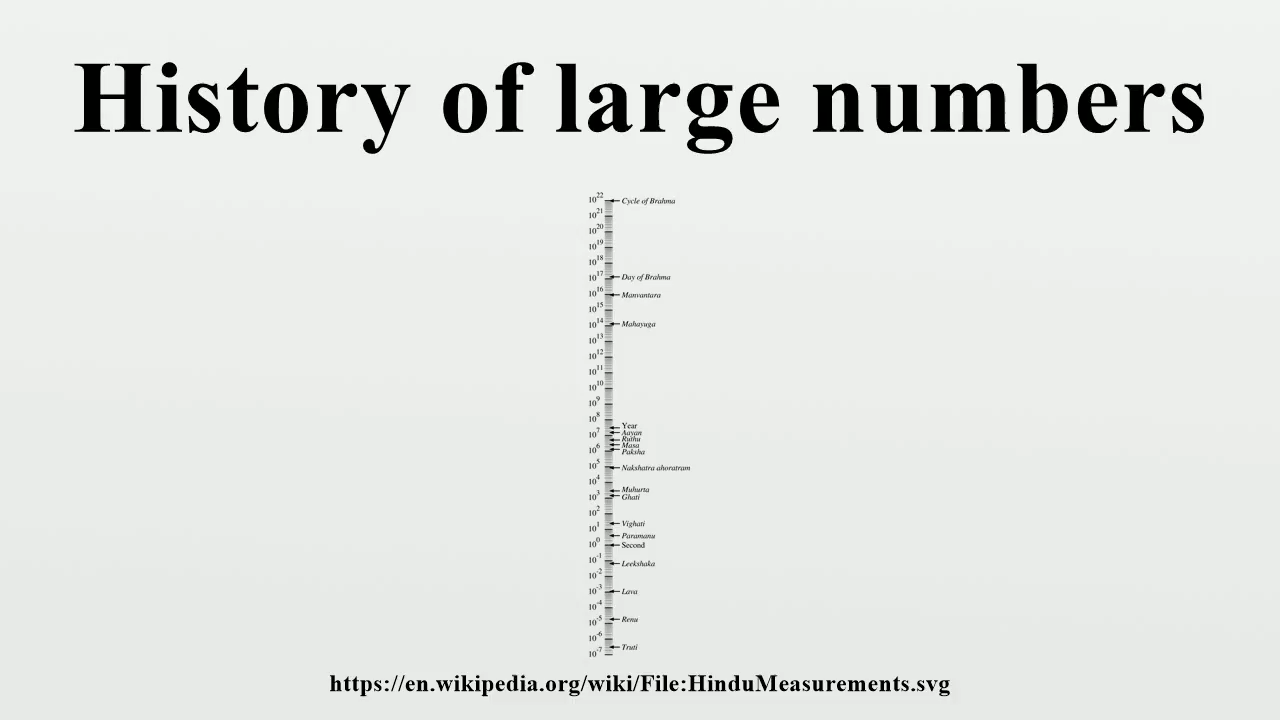 History of large numbers
10^22 Cycle of Brahma
10^21
10^20
10^19
10^18
10^17 Day of Brahma
10^16 Manvantara
10^15
10^14 Mahayuga
10^13
10^12
10^11
10^10
10^9
10^8
Year
10^7 Aayan
Ruthu
10^6 Masa
Paksha
10^5 Nakshatra ahoratram
10^4
Muhurta
10^3 Ghati
10^2
10^1 Vighati
Paramanu
10^0 Second
10^-1 Leekshaka
10^-2
10^-3 Lava
10^-4
10^-5 Renu
10^-6
10^-7 Truti
https://en.wikipedia.org/wiki/File:HinduMeasurements.svg